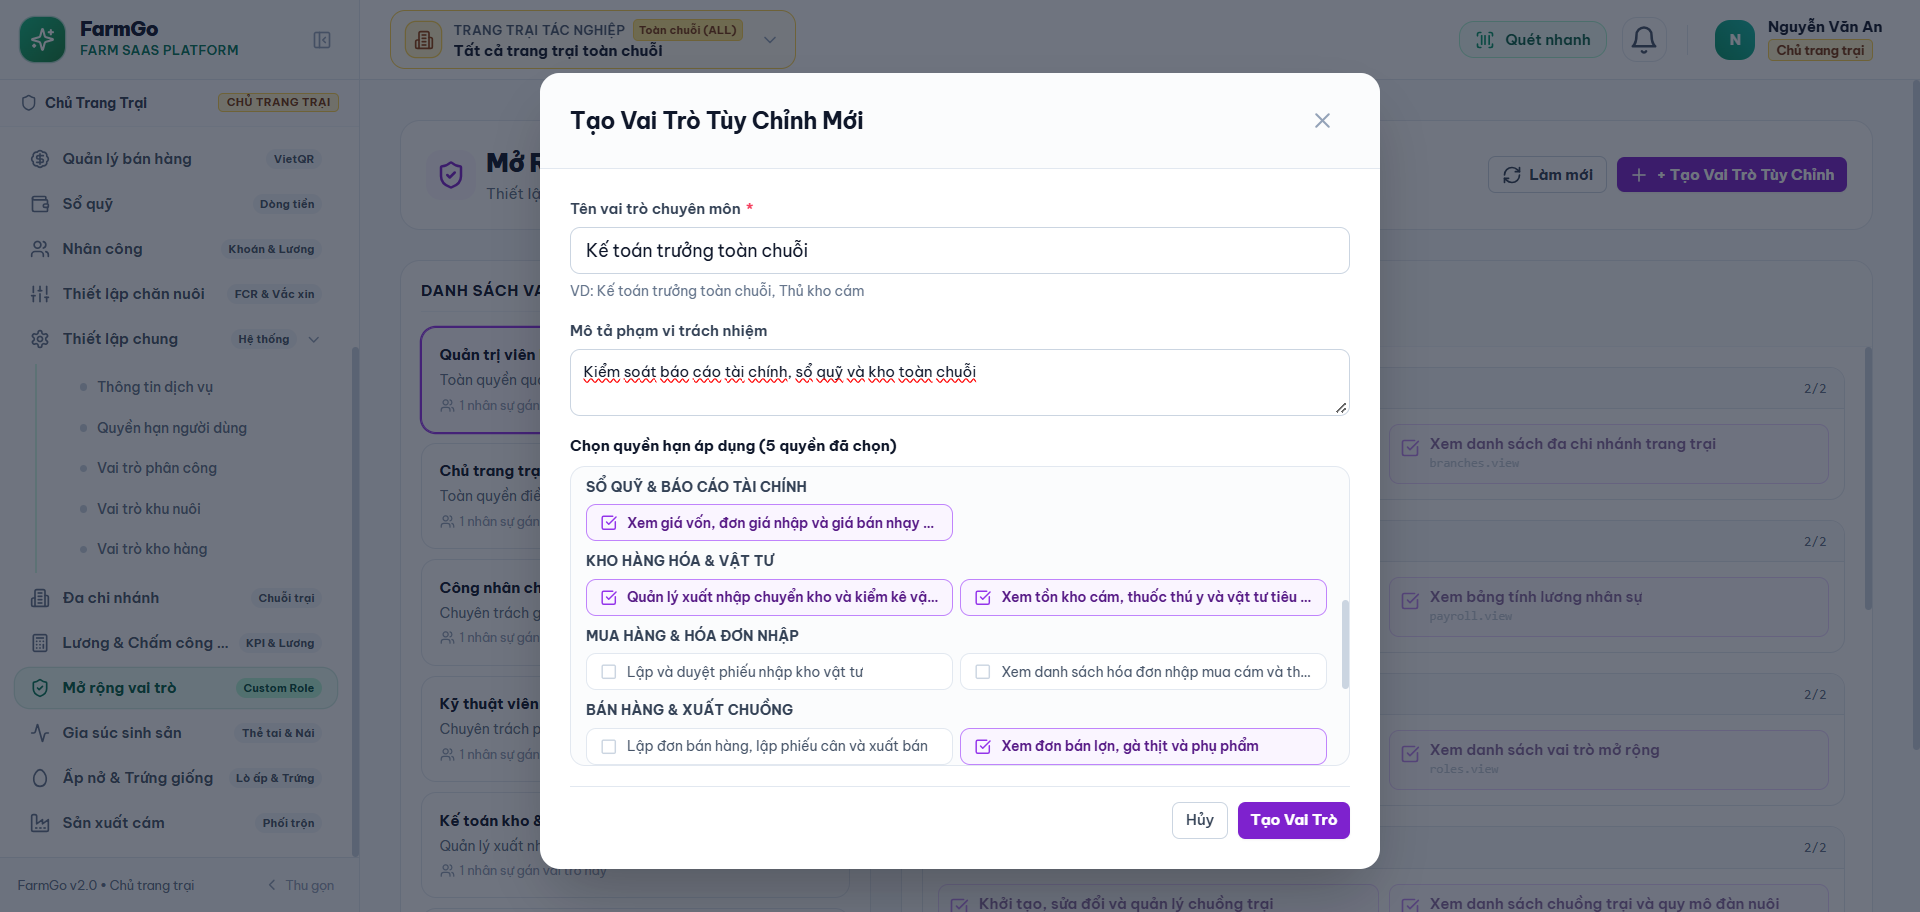 FarmGo
FARM SAAS PLATFORM
TRANG TRẠI TÁC NGHIỆP Toàn chuỗi (ALL)
Tất cả trang trại toàn chuỗi
Quét nhanh
N
Nguyễn Văn An
Chủ trang trại
Chủ Trang Trại CHỦ TRANG TRẠI
Quản lý bán hàng VietQR
Sổ quỹ Dòng tiền
Nhân công Khoán & Lương
Thiết lập chăn nuôi FCR & Vắc xin
Thiết lập chung Hệ thống
Thông tin dịch vụ
Quyền hạn người dùng
Vai trò phân công
Vai trò khu nuôi
Vai trò kho hàng
Đa chi nhánh Chuỗi trại
Lương & Chấm công ... KPI & Lương
Mở rộng vai trò Custom Role
Gia súc sinh sản Thẻ tai & Nái
Ấp nở & Trứng giống Lò ấp & Trứng
Sản xuất cám Phối trộn
FarmGo v2.0 • Chủ trang trại Thu gọn
Mở R
Thiết lậ
Làm mới
+ Tạo Vai Trò Tùy Chỉnh
DANH SÁCH VA
Quản trị viên
Toàn quyền qu
1 nhân sự gán
Chủ trang trạ
Toàn quyền điề
1 nhân sự gán
Công nhân ch
Chuyên trách g
1 nhân sự gán
Kỹ thuật viên
Chuyên trách p
1 nhân sự gán
Kế toán kho &
Quản lý xuất nh
1 nhân sự gán vai trò này
2/2
Xem danh sách đa chi nhánh trang trại
branches.view
2/2
Xem bảng tính lương nhân sự
payroll.view
2/2
Xem danh sách vai trò mở rộng
roles.view
2/2
Khởi tạo, sửa đổi và quản lý chuồng trại
Xem danh sách chuồng trại và quy mô đàn nuôi
Tạo Vai Trò Tùy Chỉnh Mới
Tên vai trò chuyên môn *
Kế toán trưởng toàn chuỗi
VD: Kế toán trưởng toàn chuỗi, Thủ kho cám
Mô tả phạm vi trách nhiệm
Kiểm soát báo cáo tài chính, sổ quỹ và kho toàn chuỗi
Chọn quyền hạn áp dụng (5 quyền đã chọn)
SỔ QUỸ & BÁO CÁO TÀI CHÍNH
Xem giá vốn, đơn giá nhập và giá bán nhạy ...
KHO HÀNG HÓA & VẬT TƯ
Quản lý xuất nhập chuyển kho và kiểm kê vậ...
Xem tồn kho cám, thuốc thú y và vật tư tiêu ...
MUA HÀNG & HÓA ĐƠN NHẬP
Lập và duyệt phiếu nhập kho vật tư
Xem danh sách hóa đơn nhập mua cám và th...
BÁN HÀNG & XUẤT CHUỒNG
Lập đơn bán hàng, lập phiếu cân và xuất bán
Xem đơn bán lợn, gà thịt và phụ phẩm
Hủy
Tạo Vai Trò